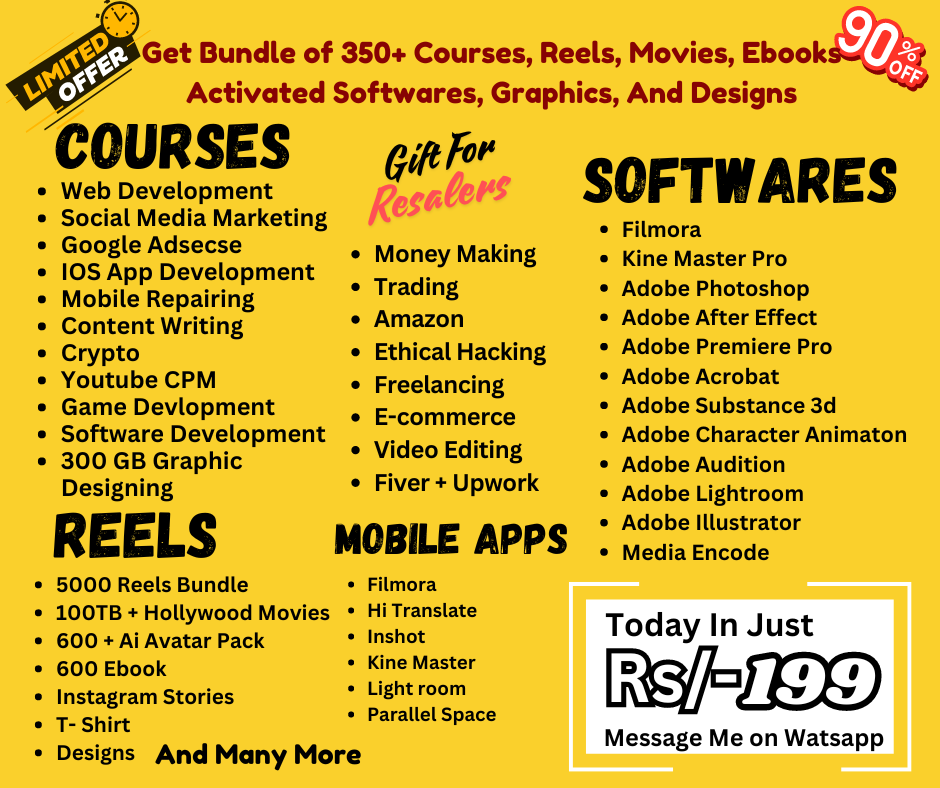 LIMITED
OFFER
Get Bundle of 350+ Courses, Reels, Movies, Ebooks
Activated Softwares, Graphics, And Designs
90% OFF
COURSES
• Web Development
• Social Media Marketing
• Google Adsecse
• IOS App Development
• Mobile Repairing
• Content Writing
• Crypto
• Youtube CPM
• Game Devlopment
• Software Development
• 300 GB Graphic
Designing
Gift For
Resalers
• Money Making
• Trading
• Amazon
• Ethical Hacking
• Freelancing
• E-commerce
• Video Editing
• Fiver + Upwork
SOFTWARES
• Filmora
• Kine Master Pro
• Adobe Photoshop
• Adobe After Effect
• Adobe Premiere Pro
• Adobe Acrobat
• Adobe Substance 3d
• Adobe Character Animaton
• Adobe Audition
• Adobe Lightroom
• Adobe Illustrator
• Media Encode
REELS
• 5000 Reels Bundle
• 100TB + Hollywood Movies
• 600 + Ai Avatar Pack
• 600 Ebook
• Instagram Stories
• T- Shirt
• Designs
And Many More
MOBILE APPS
• Filmora
• Hi Translate
• Inshot
• Kine Master
• Light room
• Parallel Space
Today In Just
Rs/-199
Message Me on Watsapp